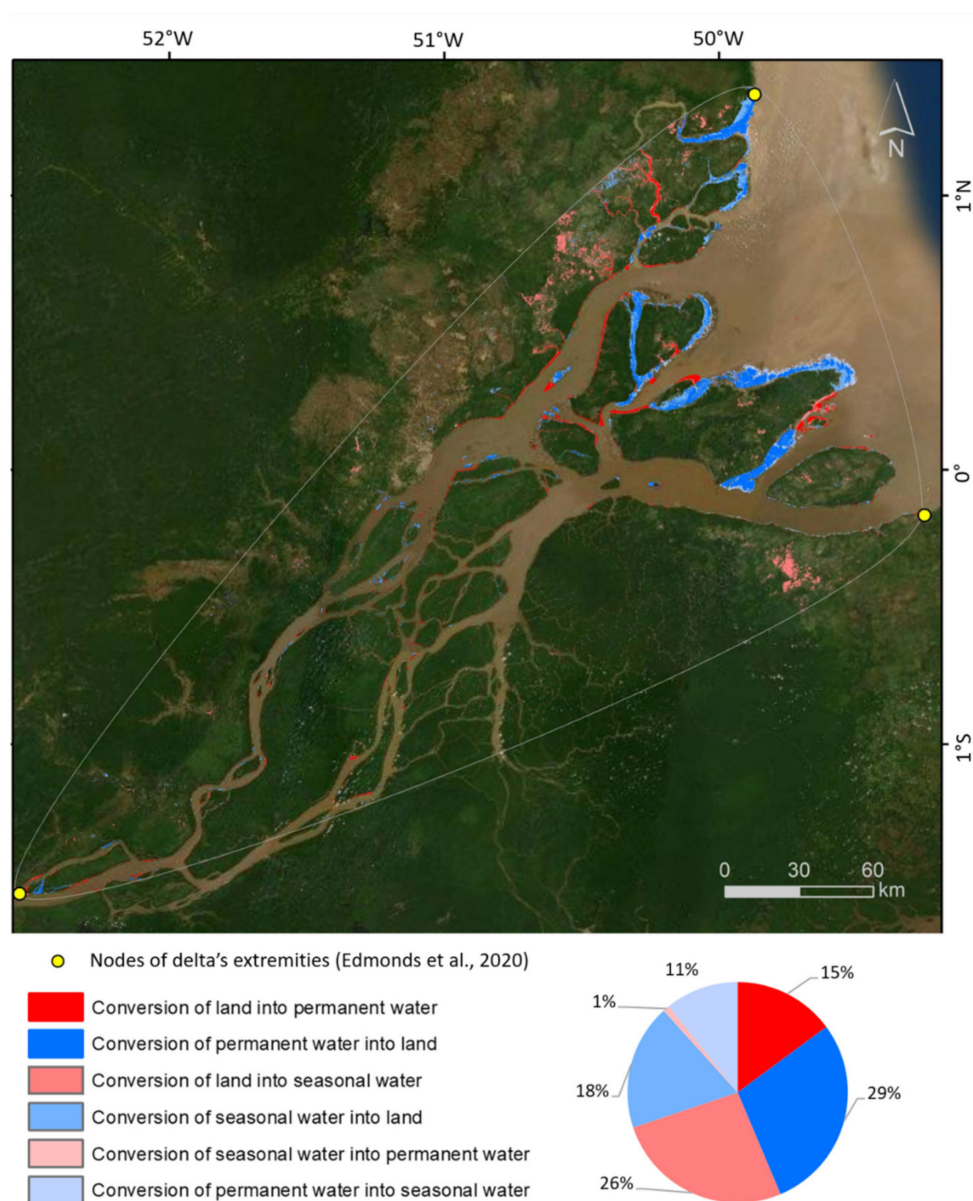 52°W 51°W 50°W
N
1°N
0°
1°S
0 30 60
km
Nodes of delta's extremities (Edmonds et al., 2020)
Conversion of land into permanent water
Conversion of permanent water into land
Conversion of land into seasonal water
Conversion of seasonal water into land
Conversion of seasonal water into permanent water
Conversion of permanent water into seasonal water
11%
15%
1%
18%
29%
26%